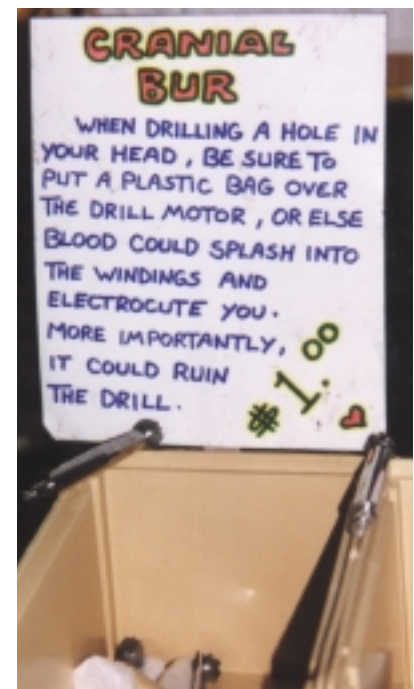 CRANIAL
BUR
WHEN DRILLING A HOLE IN
YOUR HEAD, BE SURE TO
PUT A PLASTIC BAG OVER
THE DRILL MOTOR, OR ELSE
BLOOD COULD SPLASH INTO
THE WINDINGS AND
ELECTROCUTE YOU.
MORE IMPORTANTLY,
IT COULD RUIN
THE DRILL.
$1.00